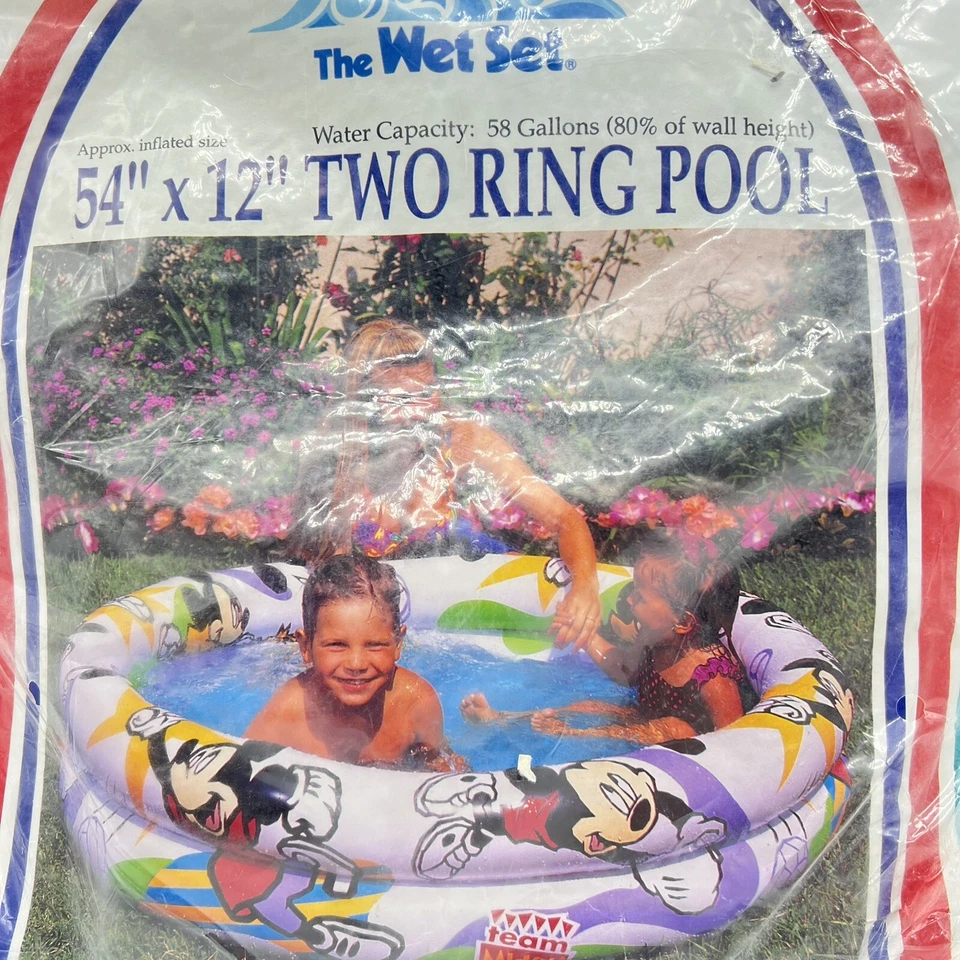 The Wet Set®
Water Capacity: 58 Gallons (80% of wall height)
Approx. inflated size
54" x 12" TWO RING POOL
team